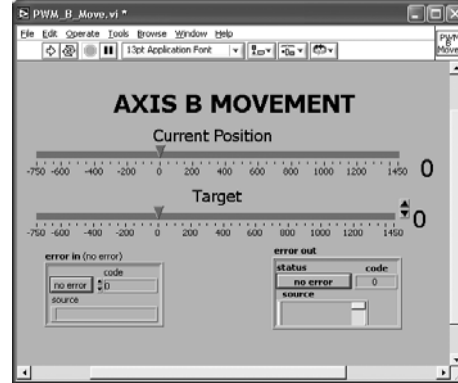 PWM_B_Move.vi *
File Edit Operate Tools Browse Window Help
13pt Application Font
PWM
B
Move
AXIS B MOVEMENT
Current Position
-750 -600 -400 -200 0 200 400 600 800 1000 1200 1450
0
Target
-750 -600 -400 -200 0 200 400 600 800 1000 1200 1450
0
error in (no error)
code
no error 0
source
error out
status code
no error 0
source